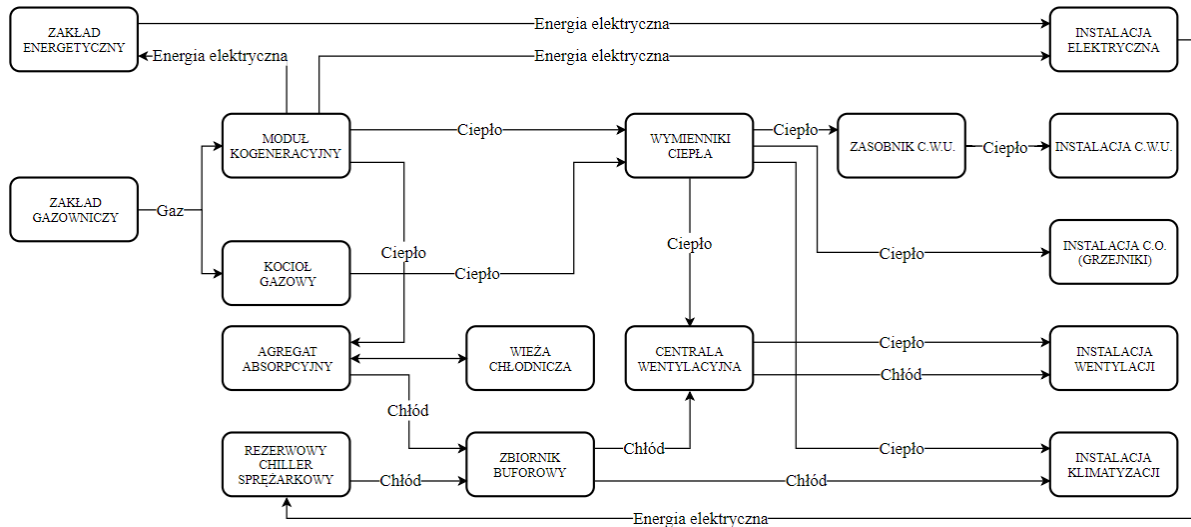 ZAKŁAD
ENERGETYCZNY
Energia elektryczna
INSTALACJA
ELEKTRYCZNA
Energia elektryczna
Energia elektryczna
MODUŁ
KOGENERACYJNY
Ciepło
WYMIENNIKI
CIEPŁA
Ciepło
ZASOBNIK C.W.U.
Ciepło
INSTALACJA C.W.U.
ZAKŁAD
GAZOWNICZY
Gaz
Ciepło
Ciepło
Ciepło
INSTALACJA C.O.
(GRZEJNIKI)
KOCIOŁ
GAZOWY
Ciepło
AGREGAT
ABSORPCYJNY
WIEŻA
CHŁODNICZA
CENTRALA
WENTYLACYJNA
Ciepło
Chłód
INSTALACJA
WENTYLACJI
Chłód
REZERWOWY
CHILLER
SPRĘŻARKOWY
Chłód
ZBIORNIK
BUFOROWY
Chłód
Ciepło
Chłód
INSTALACJA
KLIMATYZACJI
Energia elektryczna